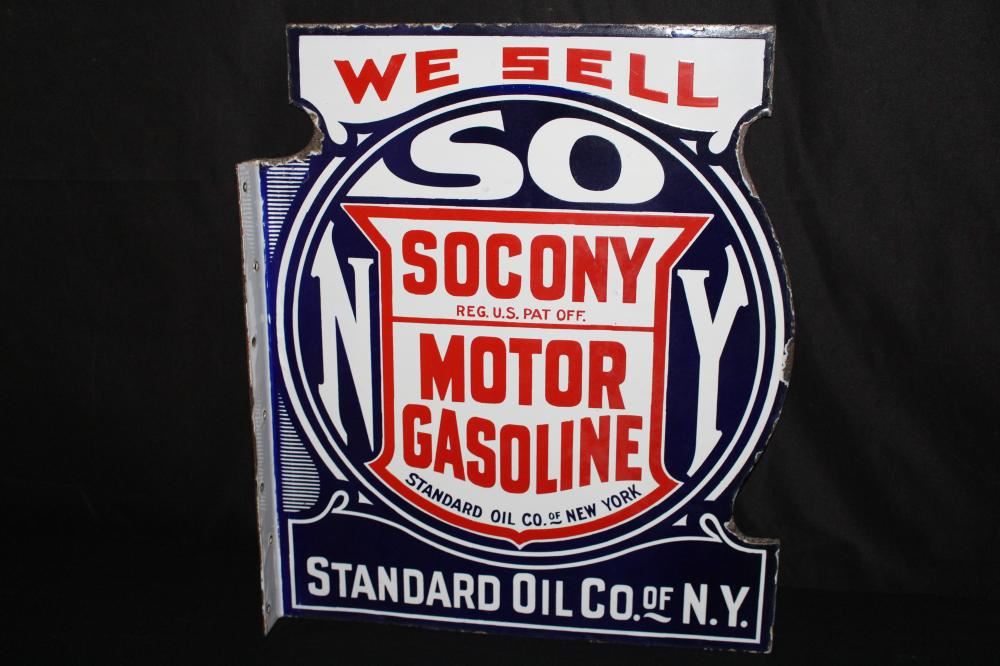 WE SELL
SO
N Y
SOCONY
REG. U.S. PAT OFF.
MOTOR
GASOLINE
STANDARD OIL CO. OF NEW YORK
STANDARD OIL CO. OF N.Y.